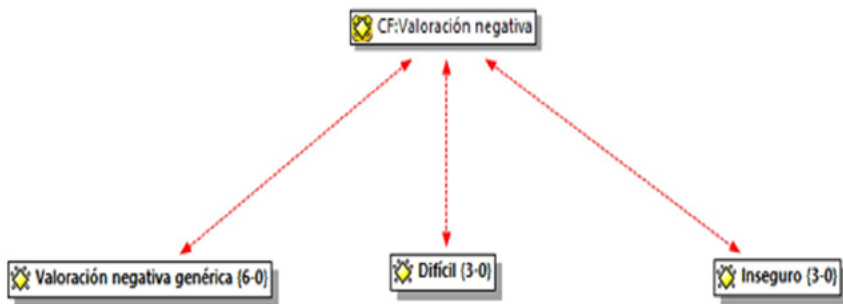 CF:Valoración negativa
Valoración negativa genérica {6-0}
Difícil {3-0}
Inseguro {3-0}